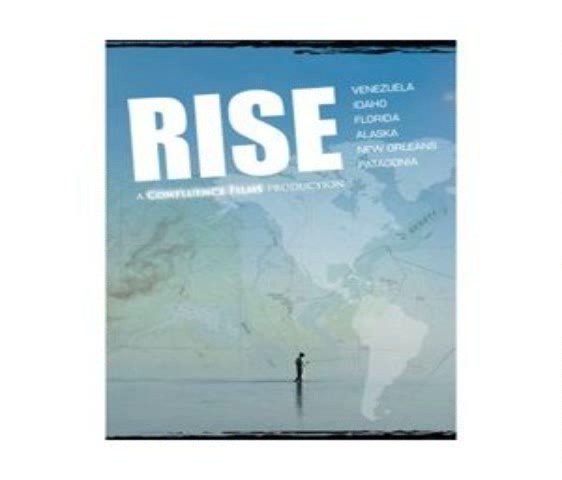 RISE
A CONFLUENCE FILMS PRODUCTION
VENEZUELA
IDAHO
FLORIDA
ALASKA
NEW ORLEANS
PATAGONIA